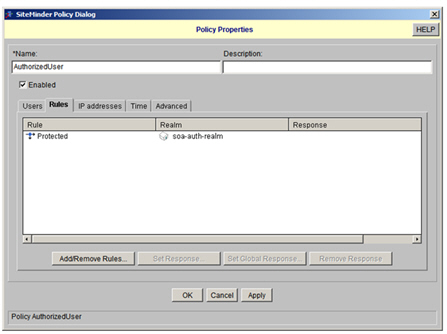 SiteMinder Policy Dialog
Policy Properties
HELP
*Name: Description:
AuthorizedUser
Enabled
Users Rules IP addresses Time Advanced
Rule Realm Response
Protected soa-auth-realm
Add/Remove Rules... Set Response... Set Global Response... Remove Response
OK Cancel Apply
Policy AuthorizedUser